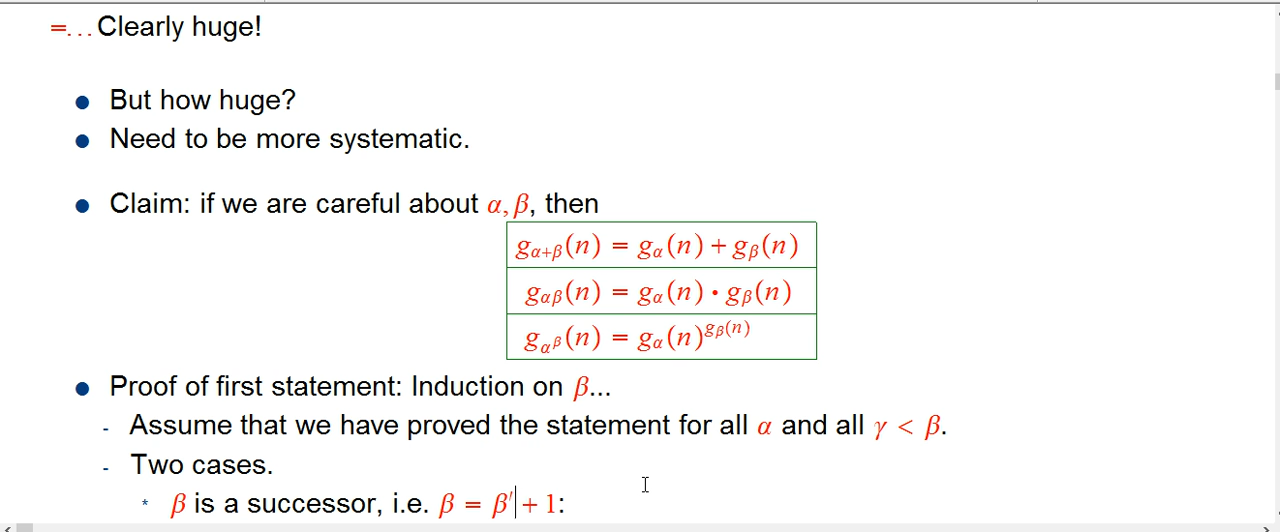 =... Clearly huge!
● But how huge?
● Need to be more systematic.
● Claim: if we are careful about α, β, then
g_{α+β}(n) = g_α(n) + g_β(n)
g_{αβ}(n) = g_α(n) · g_β(n)
g_{α^β}(n) = g_α(n)^{g_β(n)}
● Proof of first statement: Induction on β...
- Assume that we have proved the statement for all α and all γ < β.
- Two cases.
* β is a successor, i.e. β = β′ + 1: